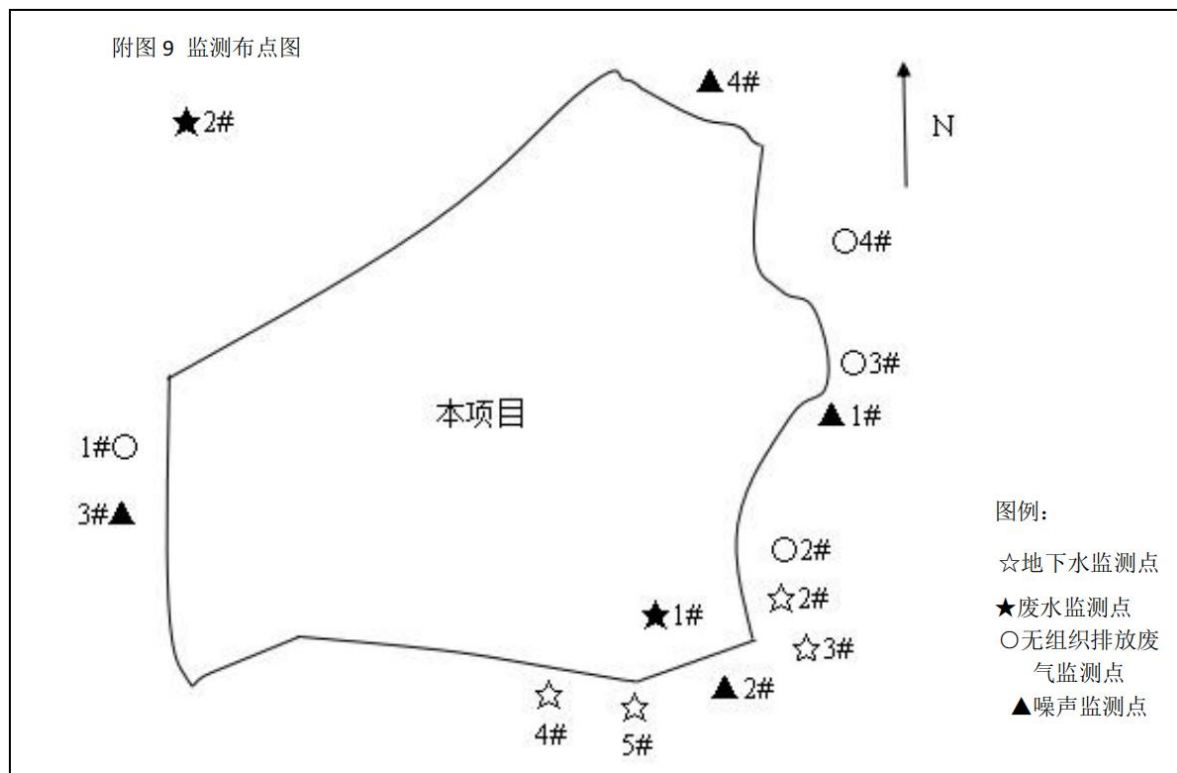 附图 9 监测布点图
▲4#
★2#
N
○4#
○3#
本项目
▲1#
1#○
3#▲
图例：
○2#
☆地下水监测点
☆2#
★废水监测点
★1#
○无组织排放废
气监测点
☆3#
▲2#
▲噪声监测点
☆
4#
☆
5#